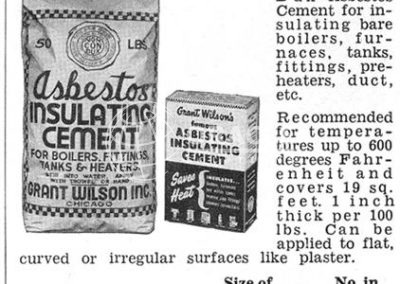 50 LBS
Asbestos
INSULATING
CEMENT
FOR BOILERS, FITTINGS,
TANKS & HEATERS
GRANT WILSON INC.
CHICAGO
Grant Wilson's
famous
ASBESTOS
INSULATING
CEMENT
Saves
Heat
INSULATES
Cement for in-
sulating bare
boilers, fur-
naces, tanks,
fittings, pre-
heaters, duct,
etc.
Recommended
for tempera-
tures up to 600
degrees Fahr-
enheit and
covers 19 sq.
feet. 1 inch
thick per 100
lbs. Can be
applied to flat,
curved or irregular surfaces like plaster.
Size of No. in